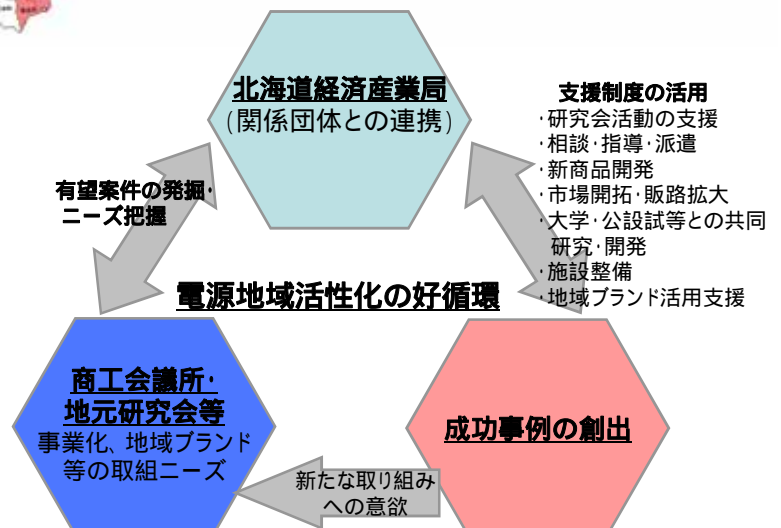 北海道経済産業局
(関係団体との連携)
支援制度の活用
･研究会活動の支援
･相談･指導･派遣
･新商品開発
･市場開拓･販路拡大
･大学･公設試等との共同
研究･開発
･施設整備
･地域ブランド活用支援
有望案件の発掘･
ニーズ把握
電源地域活性化の好循環
商工会議所･
地元研究会等
事業化、地域ブランド
等の取組ニーズ
成功事例の創出
新たな取り組み
への意欲